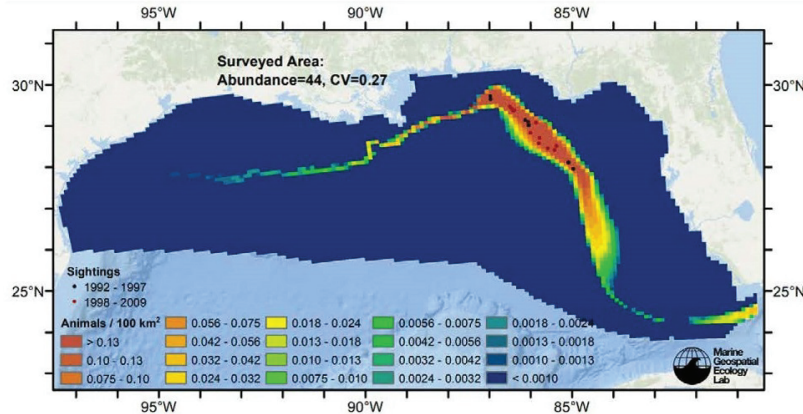 95°W 90°W 85°W
Surveyed Area:
Abundance=44, CV=0.27
30°N 30°N
25°N 25°N
Sightings
1992 - 1997
1998 - 2009
Animals / 100 km²
> 0.13
0.10 - 0.13
0.075 - 0.10
0.056 - 0.075
0.042 - 0.056
0.032 - 0.042
0.024 - 0.032
0.018 - 0.024
0.013 - 0.018
0.010 - 0.013
0.0075 - 0.010
0.0056 - 0.0075
0.0042 - 0.0056
0.0032 - 0.0042
0.0024 - 0.0032
0.0018 - 0.0024
0.0013 - 0.0018
0.0010 - 0.0013
< 0.0010
Marine
Geospatial
Ecology
Lab
95°W 90°W 85°W